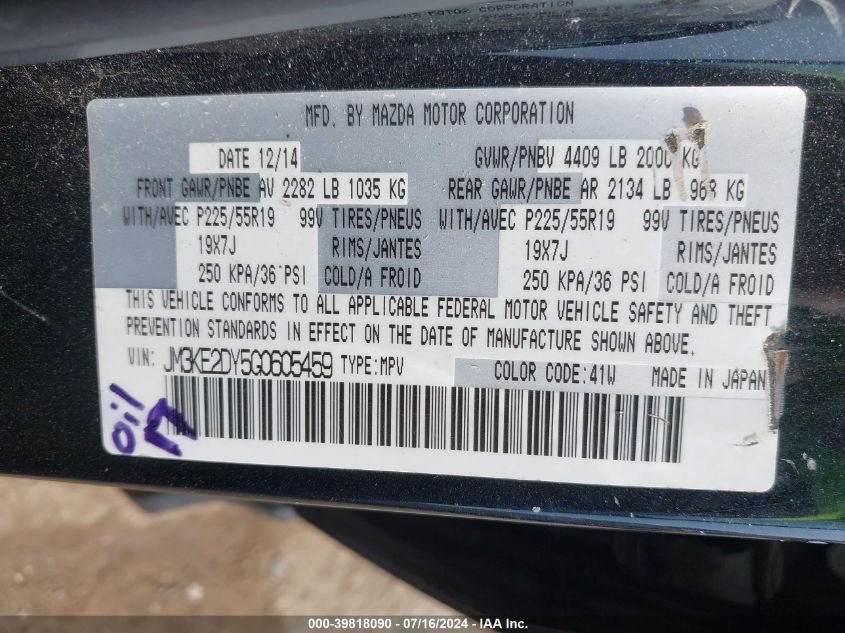 MFD. BY MAZDA MOTOR CORPORATION
DATE 12/14 GVWR/PNBV 4409 LB 2000 KG
FRONT GAWR/PNBE AV 2282 LB 1035 KG REAR GAWR/PNBE AR 2134 LB 968 KG
WITH/AVEC P225/55R19 99V TIRES/PNEUS WITH/AVEC P225/55R19 99V TIRES/PNEUS
19X7J RIMS/JANTES 19X7J RIMS/JANTES
250 KPA/36 PSI COLD/A FROID 250 KPA/36 PSI COLD/A FROID
THIS VEHICLE CONFORMS TO ALL APPLICABLE FEDERAL MOTOR VEHICLE SAFETY AND THEFT
PREVENTION STANDARDS IN EFFECT ON THE DATE OF MANUFACTURE SHOWN ABOVE.
VIN: JM3KE2DY5G0605459 TYPE:MPV COLOR CODE:41W MADE IN JAPAN
oil
000-39818090 - 07/16/2024 - IAA Inc.